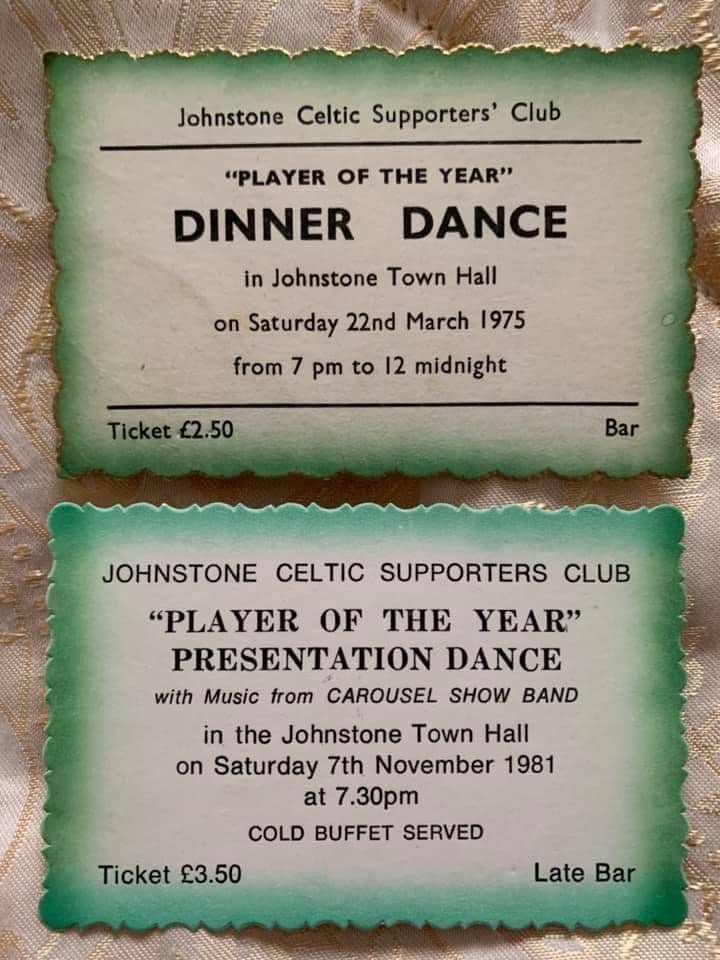 Johnstone Celtic Supporters' Club
“PLAYER OF THE YEAR”
DINNER DANCE
in Johnstone Town Hall
on Saturday 22nd March 1975
from 7 pm to 12 midnight
Ticket £2.50 Bar
JOHNSTONE CELTIC SUPPORTERS CLUB
“PLAYER OF THE YEAR”
PRESENTATION DANCE
with Music from CAROUSEL SHOW BAND
in the Johnstone Town Hall
on Saturday 7th November 1981
at 7.30pm
COLD BUFFET SERVED
Ticket £3.50 Late Bar